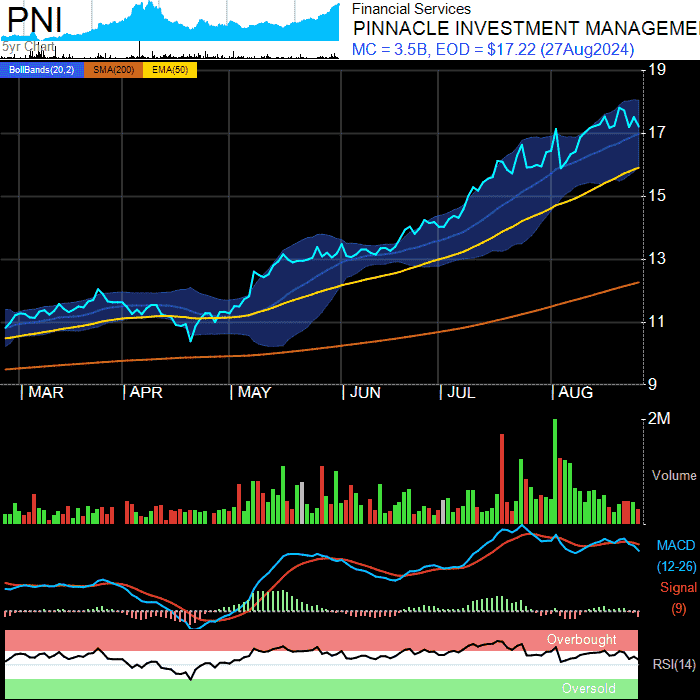 PNI
5yr Chart
Financial Services
PINNACLE INVESTMENT MANAGEME
MC = 3.5B, EOD = $17.22 (27Aug2024)
BollBands(20,2) SMA(200) EMA(50)
19
17
15
13
11
9
MAR APR MAY JUN JUL AUG
2M
Volume
MACD
(12-26)
Signal
(9)
Overbought
RSI(14)
Oversold